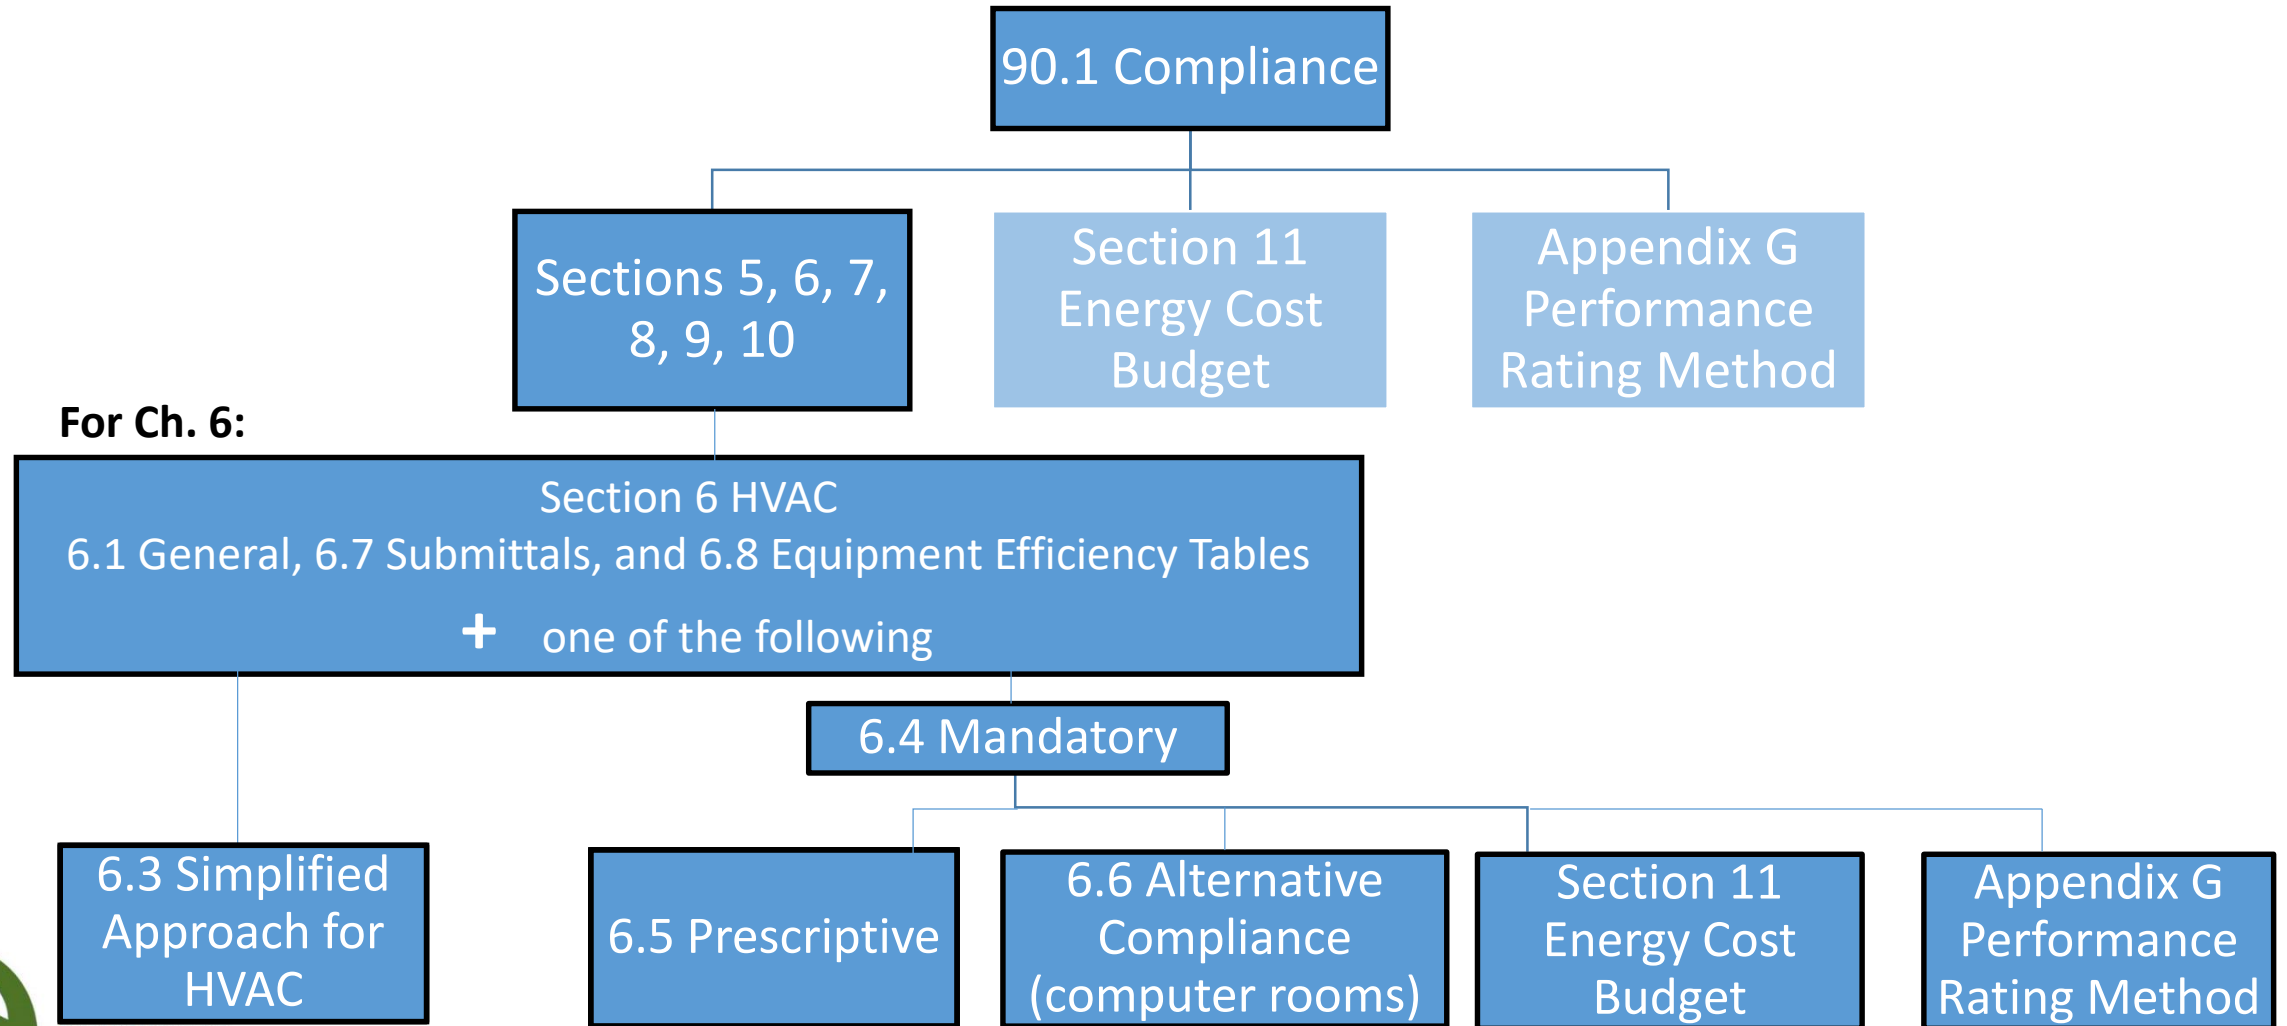 90.1 Compliance
Sections 5, 6, 7,
8, 9, 10
Section 11
Energy Cost
Budget
Appendix G
Performance
Rating Method
For Ch. 6:
Section 6 HVAC
6.1 General, 6.7 Submittals, and 6.8 Equipment Efficiency Tables
+ one of the following
6.4 Mandatory
6.3 Simplified
Approach for
HVAC
6.5 Prescriptive
6.6 Alternative
Compliance
(computer rooms)
Section 11
Energy Cost
Budget
Appendix G
Performance
Rating Method